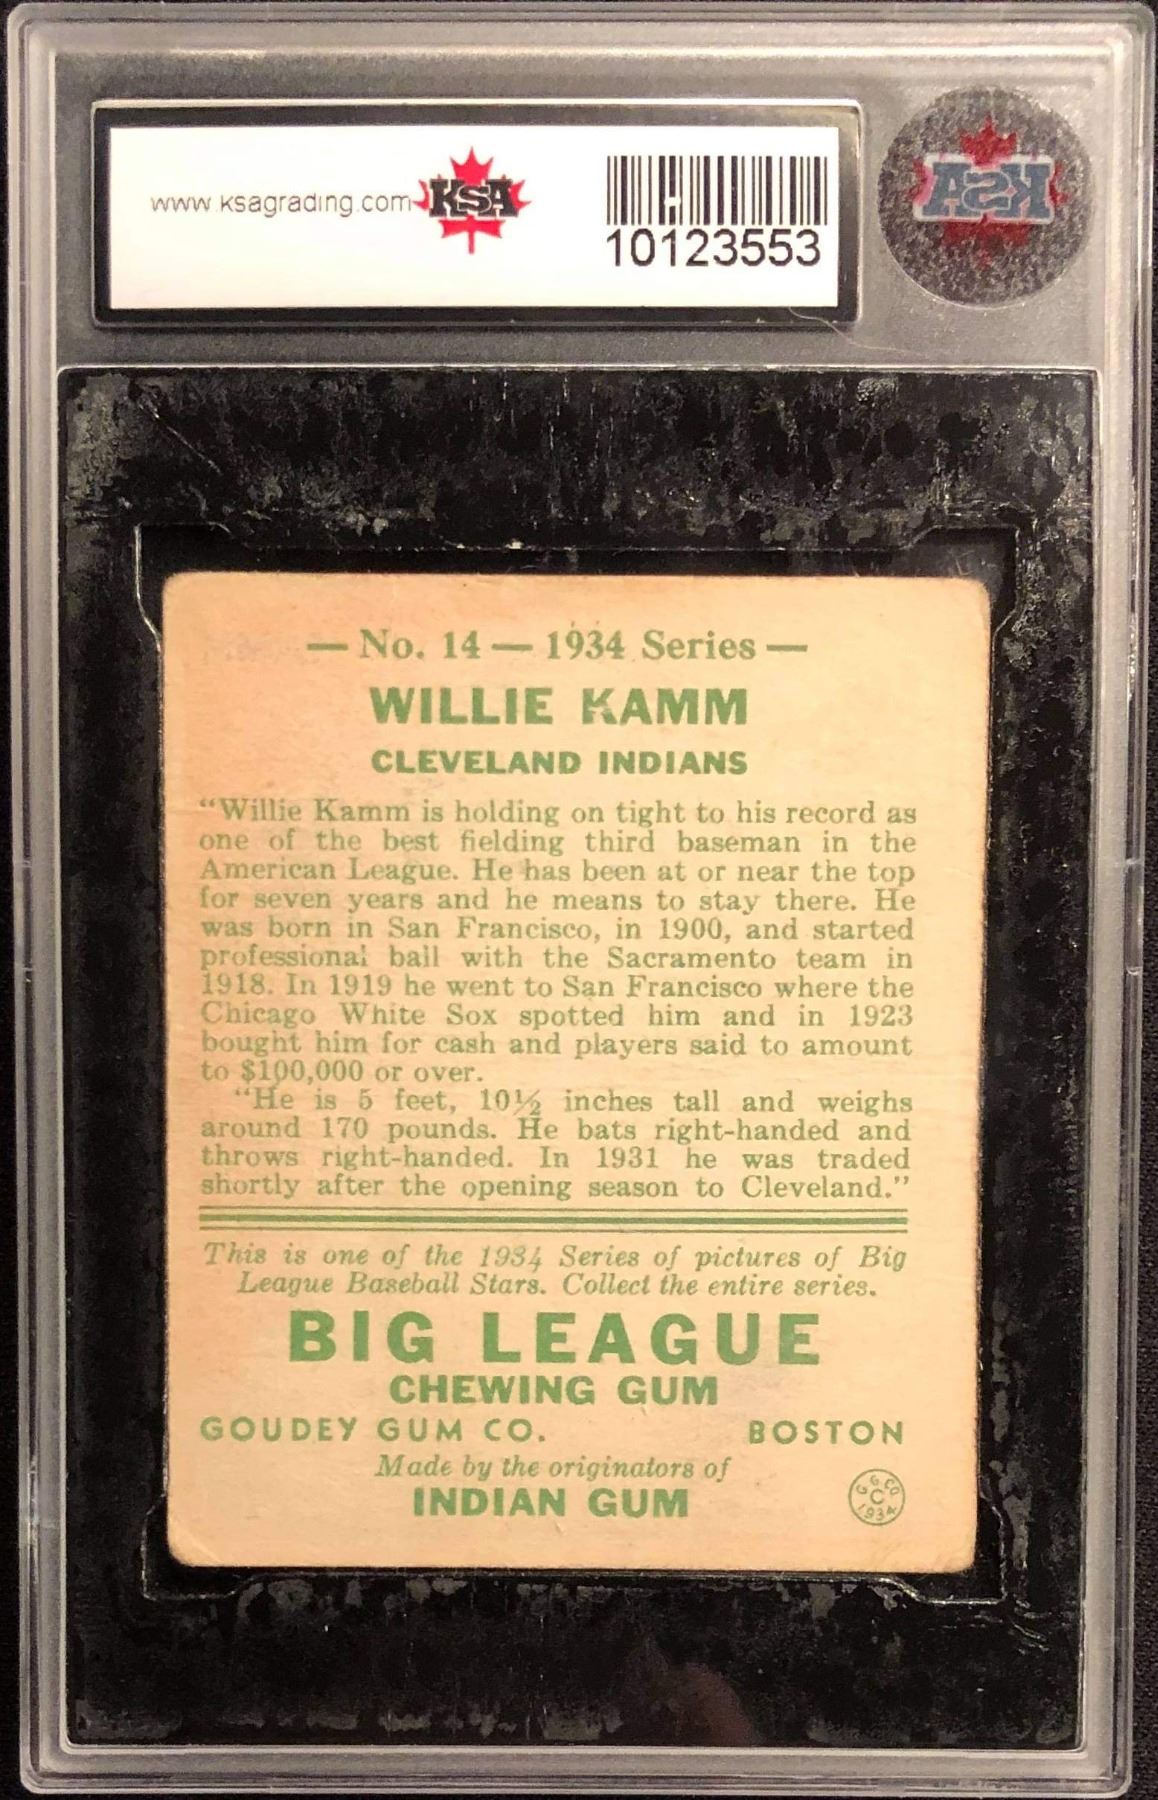 www.ksagrading.com
KSA
10123553
KSA
— No. 14 — 1934 Series —
WILLIE KAMM
CLEVELAND INDIANS
"Willie Kamm is holding on tight to his record as
one of the best fielding third baseman in the
American League. He has been at or near the top
for seven years and he means to stay there. He
was born in San Francisco, in 1900, and started
professional ball with the Sacramento team in
1918. In 1919 he went to San Francisco where the
Chicago White Sox spotted him and in 1923
bought him for cash and players said to amount
to $100,000 or over.
"He is 5 feet, 10½ inches tall and weighs
around 170 pounds. He bats right-handed and
throws right-handed. In 1931 he was traded
shortly after the opening season to Cleveland."
This is one of the 1934 Series of pictures of Big
League Baseball Stars. Collect the entire series.
BIG LEAGUE
CHEWING GUM
GOUDEY GUM CO. BOSTON
Made by the originators of
INDIAN GUM
G. G. CO
C
1934